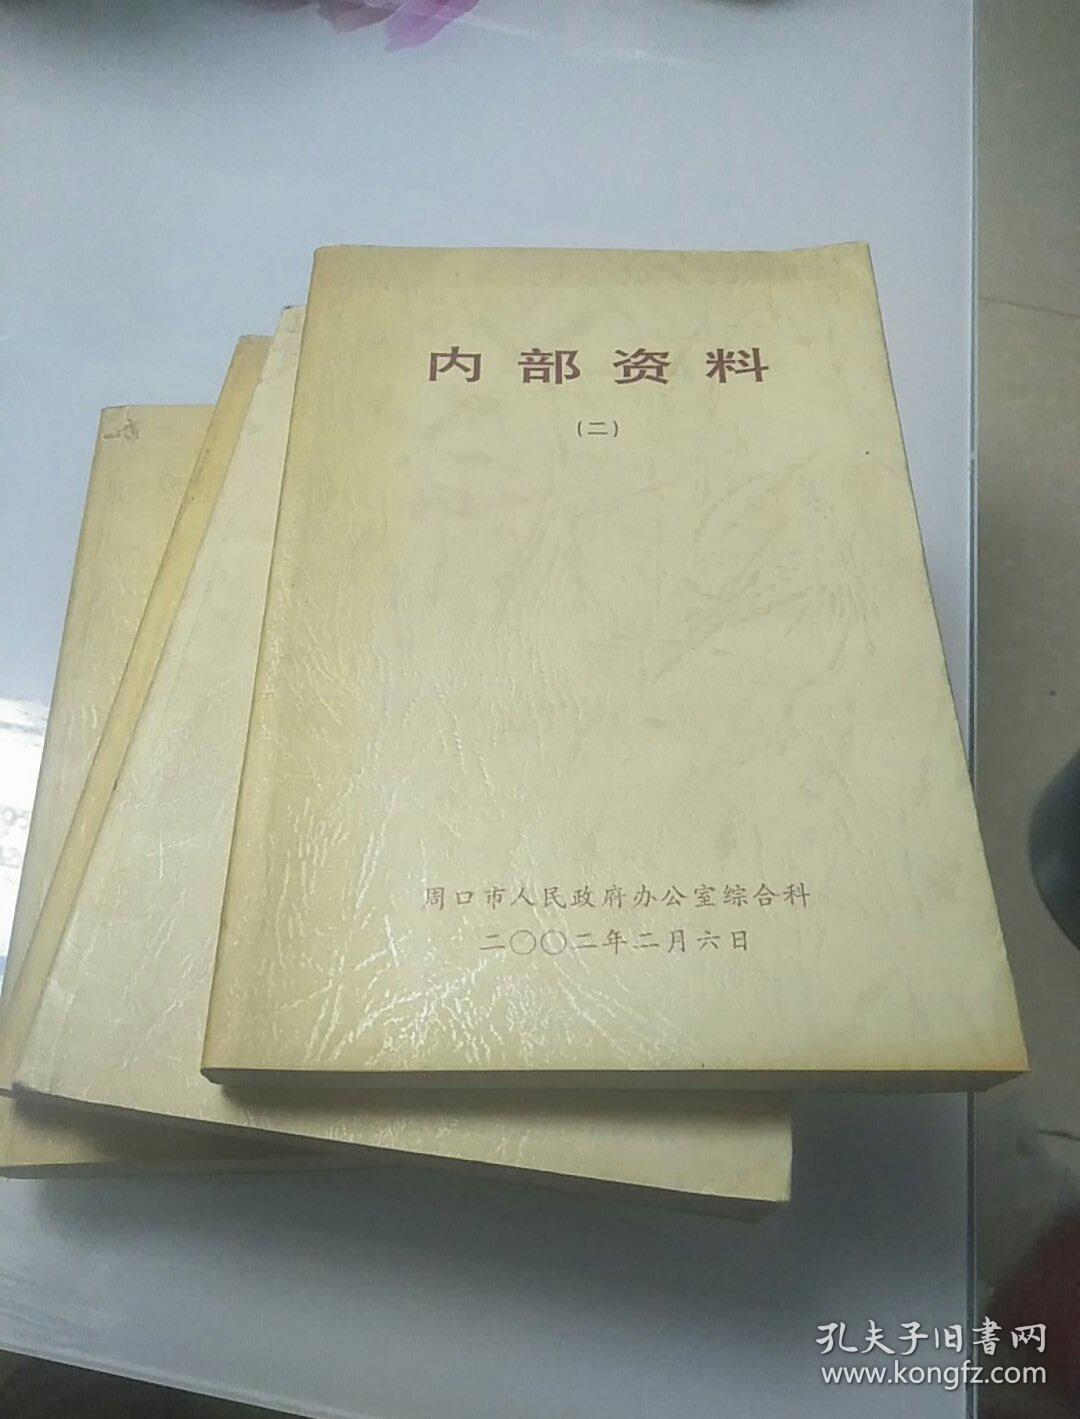 内部资料
(二)
周口市人民政府办公室综合科
二〇〇二年二月六日
孔夫子旧书网
www.kongfz.com